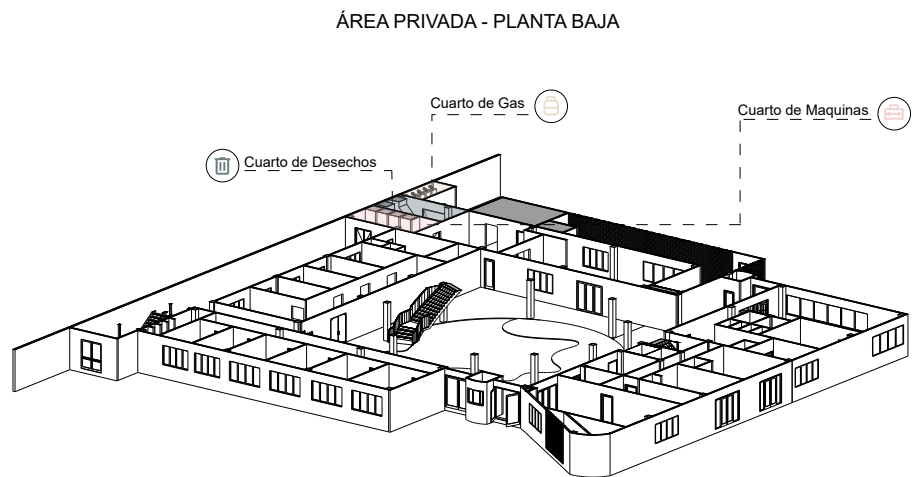 ÁREA PRIVADA - PLANTA BAJA
Cuarto de Gas
Cuarto de Maquinas
Cuarto de Desechos